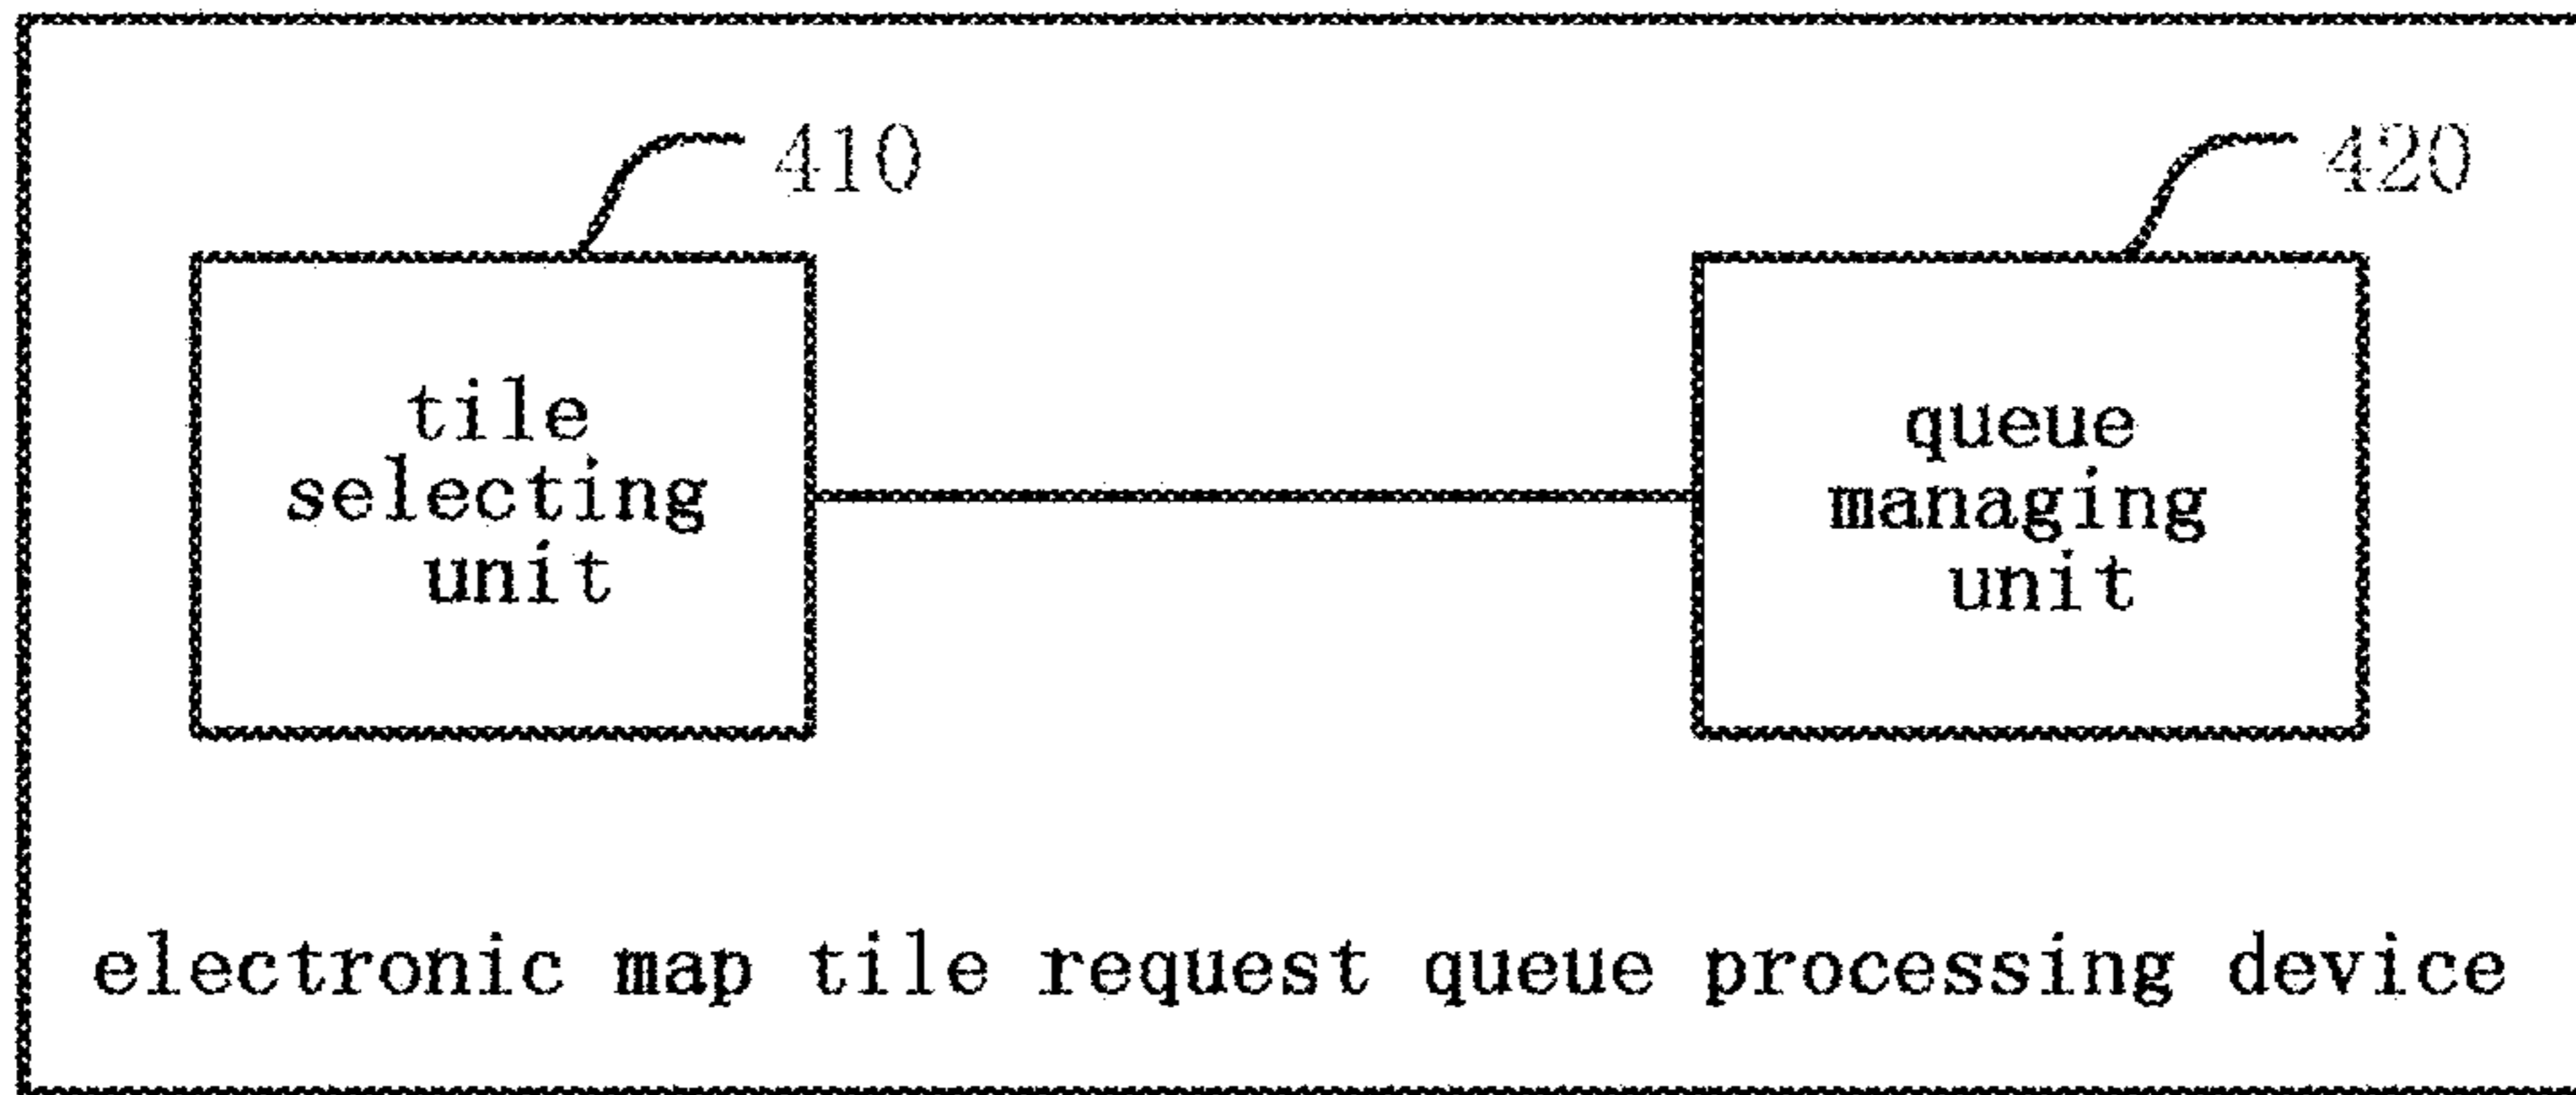 410
420
tile
selecting
unit
queue
managing
unit
electronic map tile request queue processing device